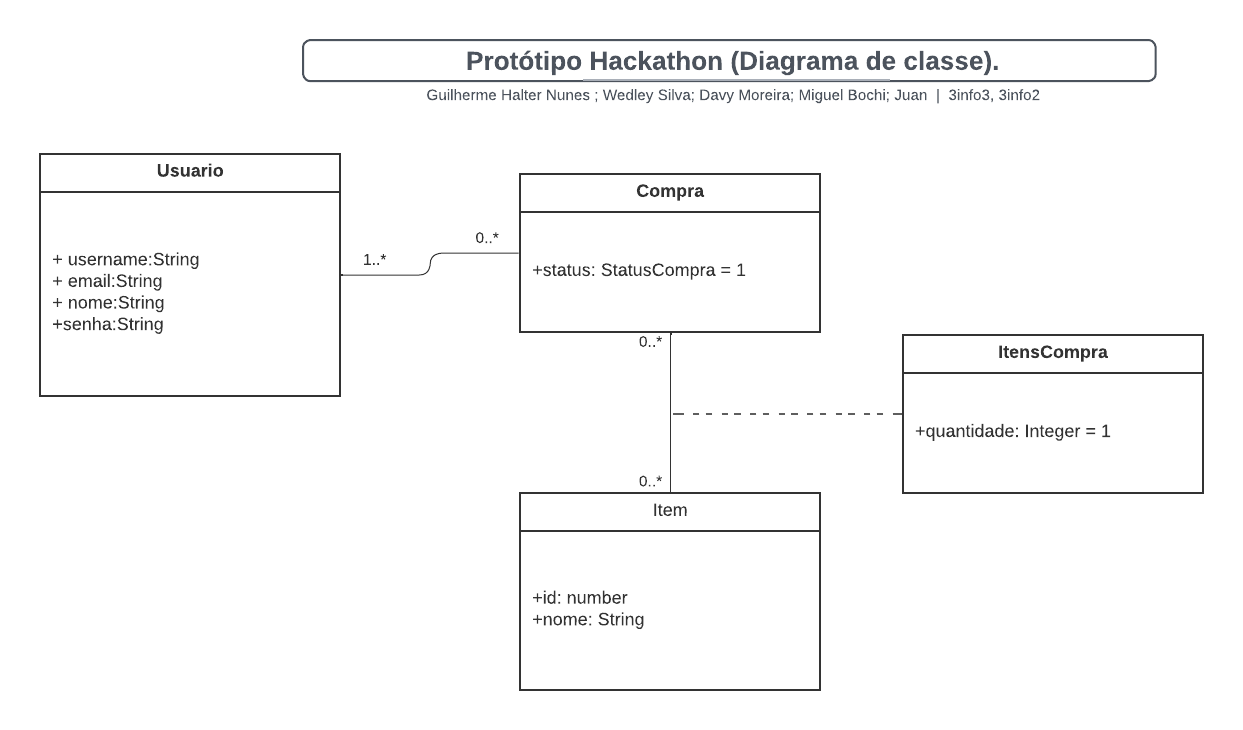 Protótipo Hackathon (Diagrama de classe).
Guilherme Halter Nunes ; Wedley Silva; Davy Moreira; Miguel Bochi; Juan | 3info3, 3info2
Usuario
+ username:String
+ email:String
+ nome:String
+senha:String
1..*
0..*
Compra
+status: StatusCompra = 1
0..*
ItensCompra
+quantidade: Integer = 1
0..*
Item
+id: number
+nome: String